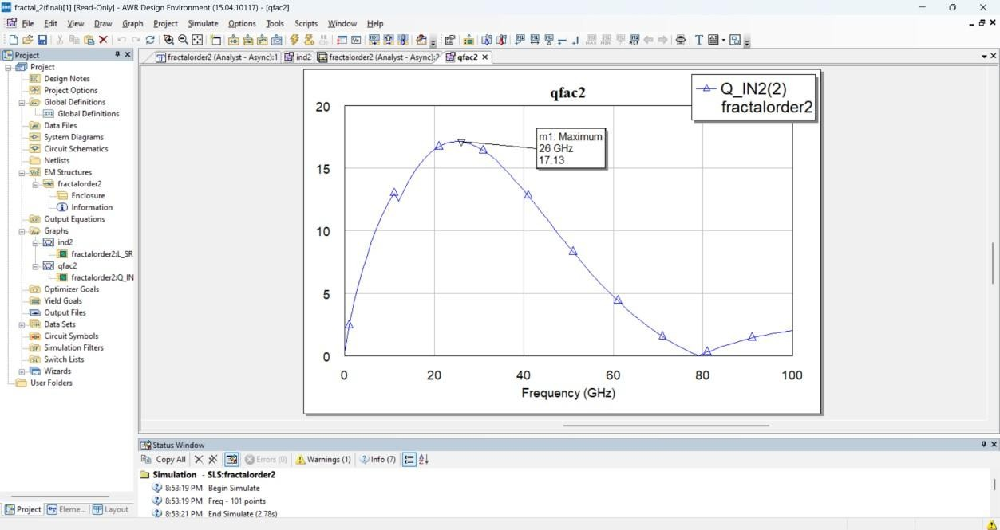 fractal_2(final)[1] [Read-Only] - AWR Design Environment (15.04.10117) - [qfac2]
File Edit View Draw Graph Project Simulate Options Tools Scripts Window Help
Project
fractalorder2 (Analyst - Async):1
ind2
fractalorder2 (Analyst - Async):2
qfac2
Project
Design Notes
Project Options
Global Definitions
Global Definitions
Data Files
System Diagrams
Circuit Schematics
Netlists
EM Structures
fractalorder2
Enclosure
Information
Output Equations
Graphs
ind2
fractalorder2:L_SR
qfac2
fractalorder2:Q_IN
Optimizer Goals
Yield Goals
Output Files
Data Sets
Circuit Symbols
Simulation Filters
Switch Lists
Wizards
User Folders
Project Eleme... Layout
qfac2
Q_IN2(2)
fractalorder2
m1: Maximum
26 GHz
17.13
20
15
10
5
0
0 20 40 60 80 100
Frequency (GHz)
Status Window
Copy All Errors (0) Warnings (1) Info (7)
Simulation - SLS:fractalorder2
8:53:19 PM Begin Simulate
8:53:19 PM Freq - 101 points
8:53:21 PM End Simulate (2.78s)